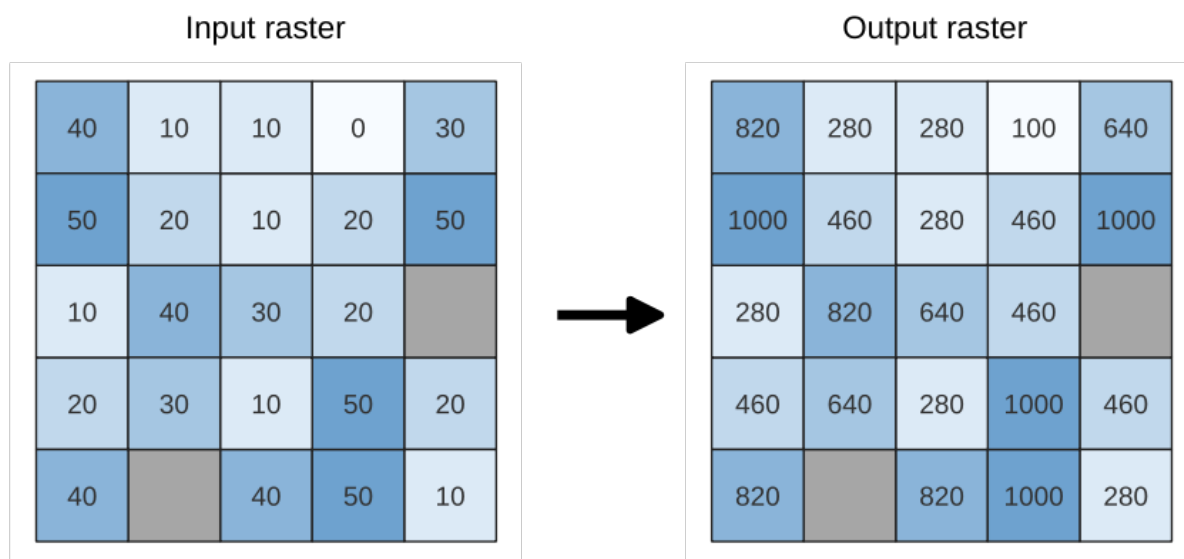 Input raster
Output raster
40 10 10 0 30
50 20 10 20 50
10 40 30 20
20 30 10 50 20
40 40 50 10
820 280 280 100 640
1000 460 280 460 1000
280 820 640 460
460 640 280 1000 460
820 820 1000 280